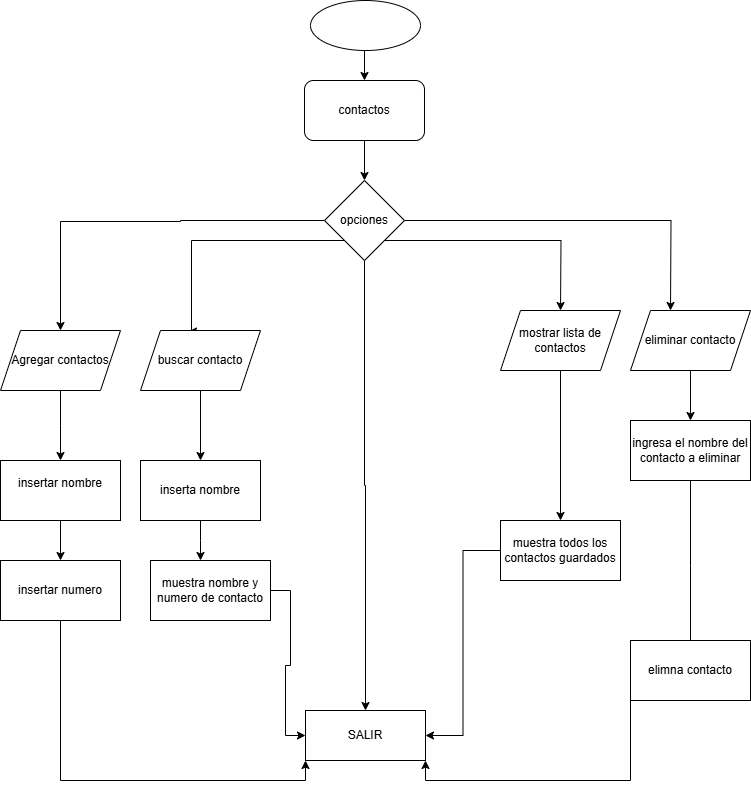 contactos
opciones
Agregar contactos
buscar contacto
mostrar lista de
contactos
eliminar contacto
insertar nombre
inserta nombre
ingresa el nombre del
contacto a eliminar
insertar numero
muestra nombre y
numero de contacto
muestra todos los
contactos guardados
elimna contacto
SALIR